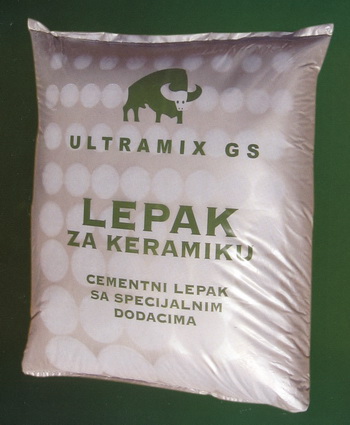 ULTRAMIX GS
LEPAK
ZA KERAMIKU
CEMENTNI LEPAK
SA SPECIJALNIM
DODACIMA